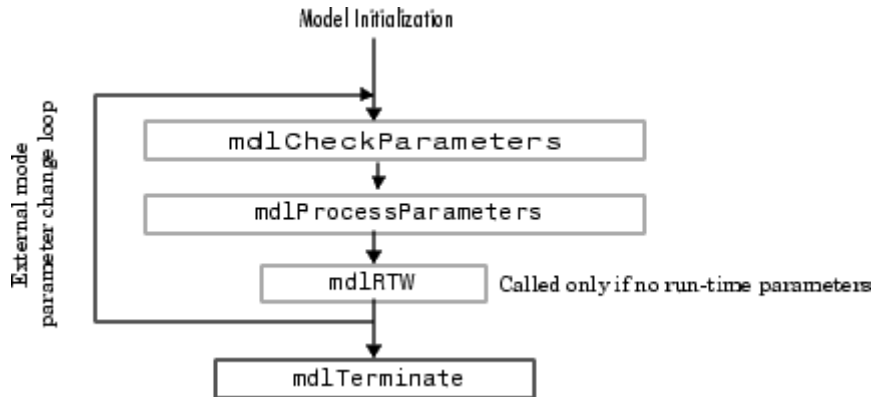 Model Initialization
External mode
parameter change loop
mdlCheckParameters
mdlProcessParameters
mdlRTW
Called only if no run-time parameters
mdlTerminate